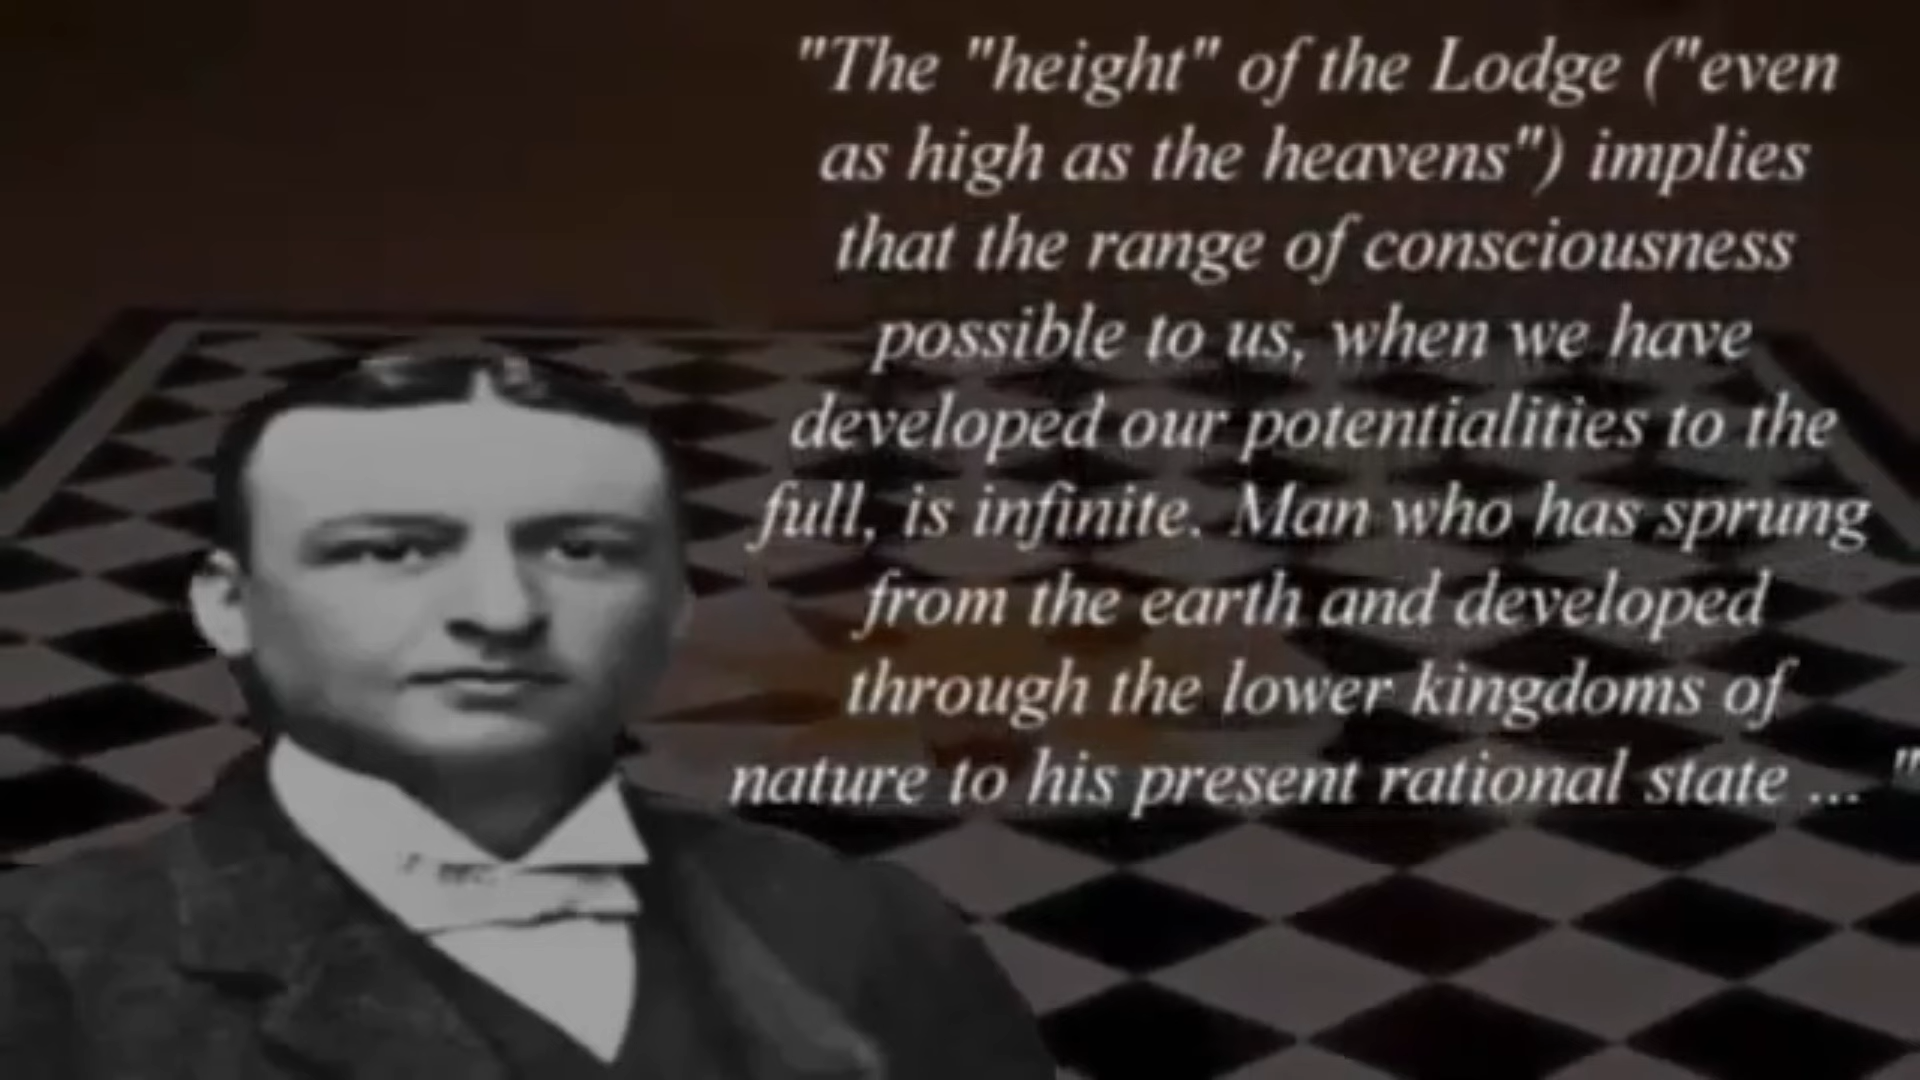 "The "height" of the Lodge ("even
as high as the heavens") implies
that the range of consciousness
possible to us, when we have
developed our potentialities to the
full, is infinite. Man who has sprung
from the earth and developed
through the lower kingdoms of
nature to his present rational state ... "